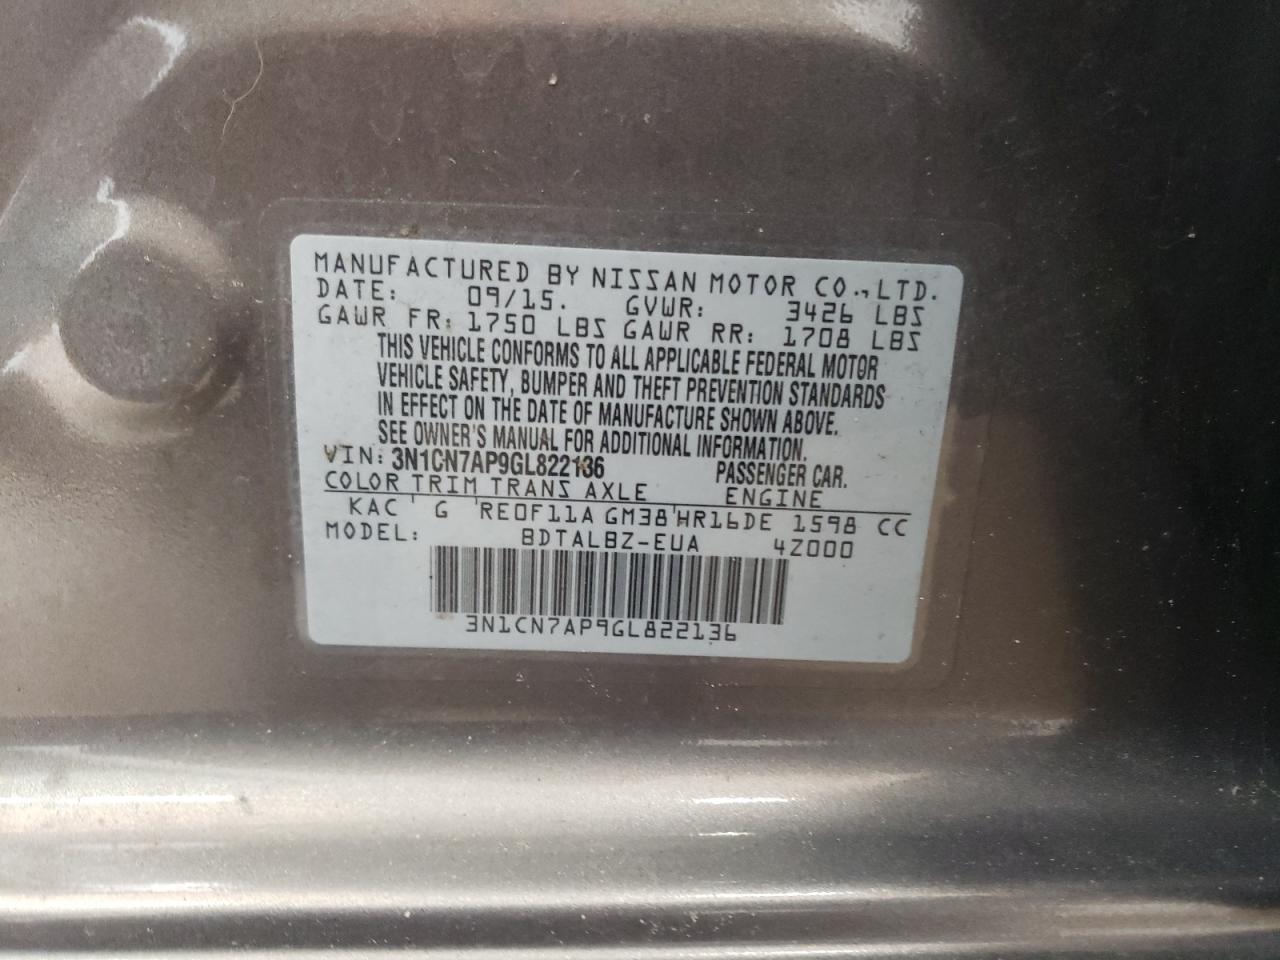 MANUFACTURED BY NISSAN MOTOR CO., LTD.
DATE: 09/15. GVWR: 3426 LBS
GAWR FR: 1750 LBS GAWR RR: 1708 LBS
THIS VEHICLE CONFORMS TO ALL APPLICABLE FEDERAL MOTOR
VEHICLE SAFETY, BUMPER AND THEFT PREVENTION STANDARDS
IN EFFECT ON THE DATE OF MANUFACTURE SHOWN ABOVE.
SEE OWNER'S MANUAL FOR ADDITIONAL INFORMATION.
VIN: 3N1CN7AP9GL822136 PASSENGER CAR.
COLOR TRIM TRANS AXLE ENGINE
KAC G RE0F11A GM38 HR16DE 1598 CC
MODEL: BDTALBZ-EUA 4Z000
3N1CN7AP9GL822136